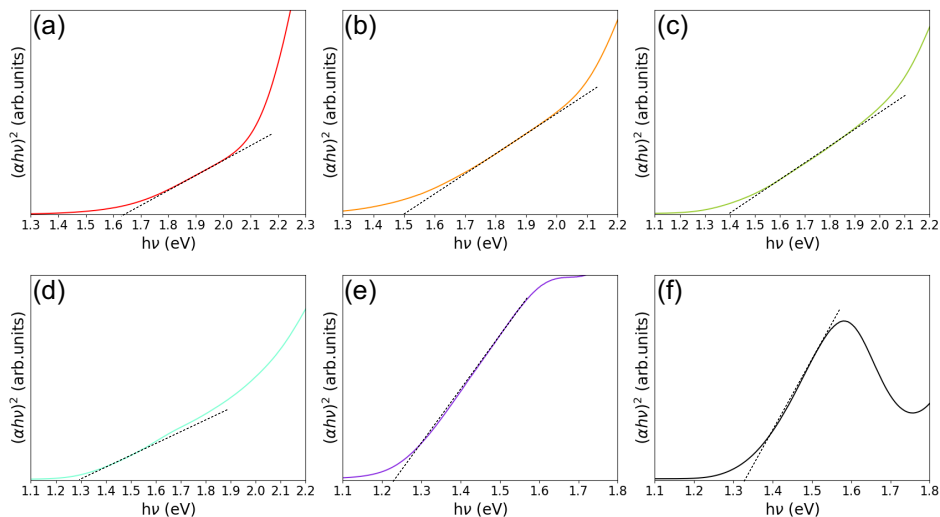 (a)
(αhν)² (arb.units)
1.3 1.4 1.5 1.6 1.7 1.8 1.9 2.0 2.1 2.2 2.3
hν (eV)
(b)
(αhν)² (arb.units)
1.3 1.4 1.5 1.6 1.7 1.8 1.9 2.0 2.1 2.2
hν (eV)
(c)
(αhν)² (arb.units)
1.1 1.2 1.3 1.4 1.5 1.6 1.7 1.8 1.9 2.0 2.1 2.2
hν (eV)
(d)
(αhν)² (arb.units)
1.1 1.2 1.3 1.4 1.5 1.6 1.7 1.8 1.9 2.0 2.1 2.2
hν (eV)
(e)
(αhν)² (arb.units)
1.1 1.2 1.3 1.4 1.5 1.6 1.7 1.8
hν (eV)
(f)
(αhν)² (arb.units)
1.1 1.2 1.3 1.4 1.5 1.6 1.7 1.8
hν (eV)